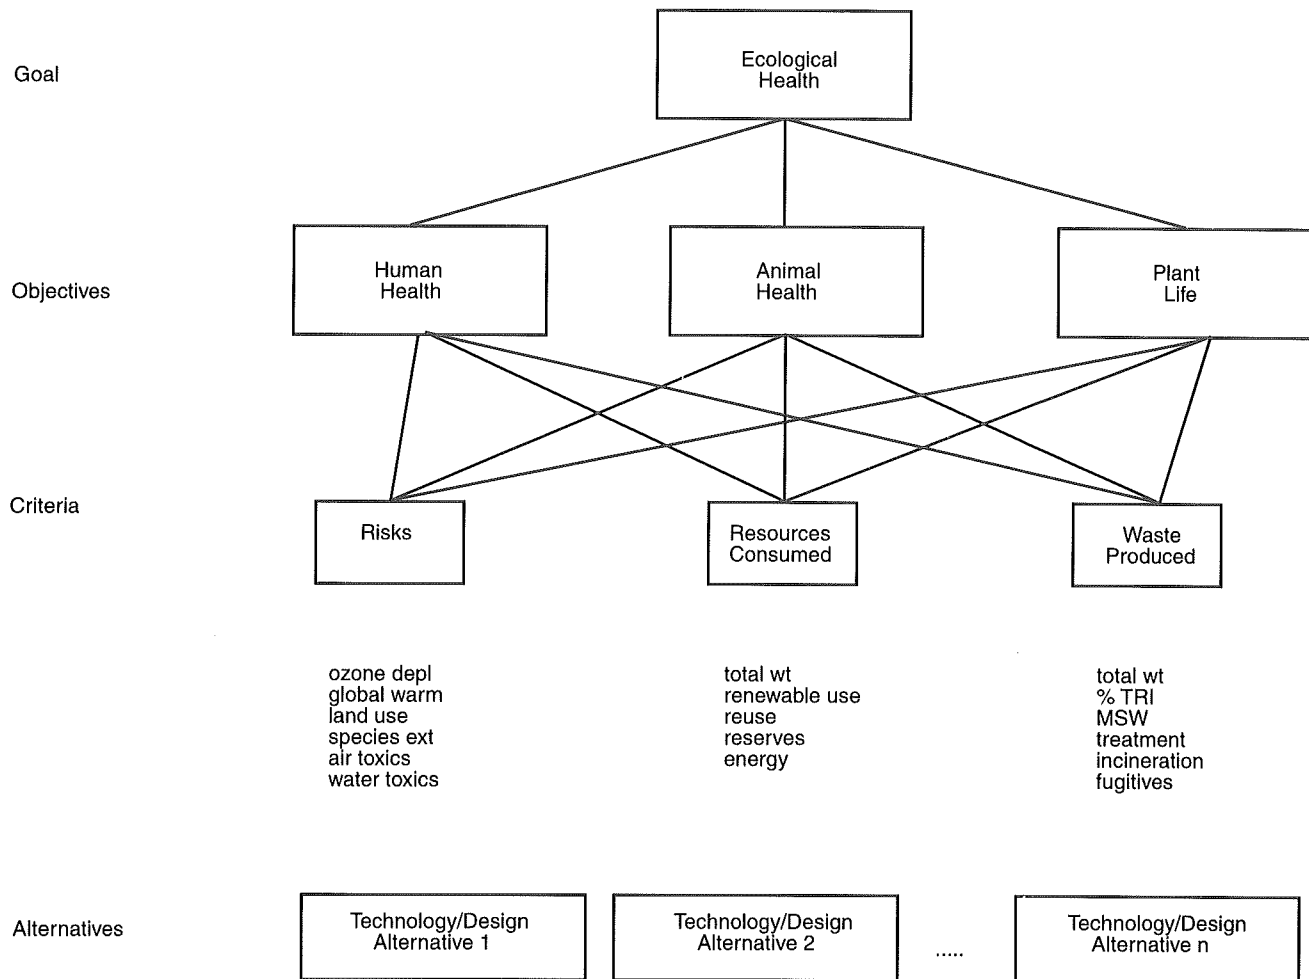 Goal
Ecological
Health
Objectives
Human
Health
Animal
Health
Plant
Life
Criteria
Risks
Resources
Consumed
Waste
Produced
ozone depl
global warm
land use
species ext
air toxics
water toxics
total wt
renewable use
reuse
reserves
energy
total wt
% TRI
MSW
treatment
incineration
fugitives
Alternatives
Technology/Design
Alternative 1
Technology/Design
Alternative 2
.....
Technology/Design
Alternative n